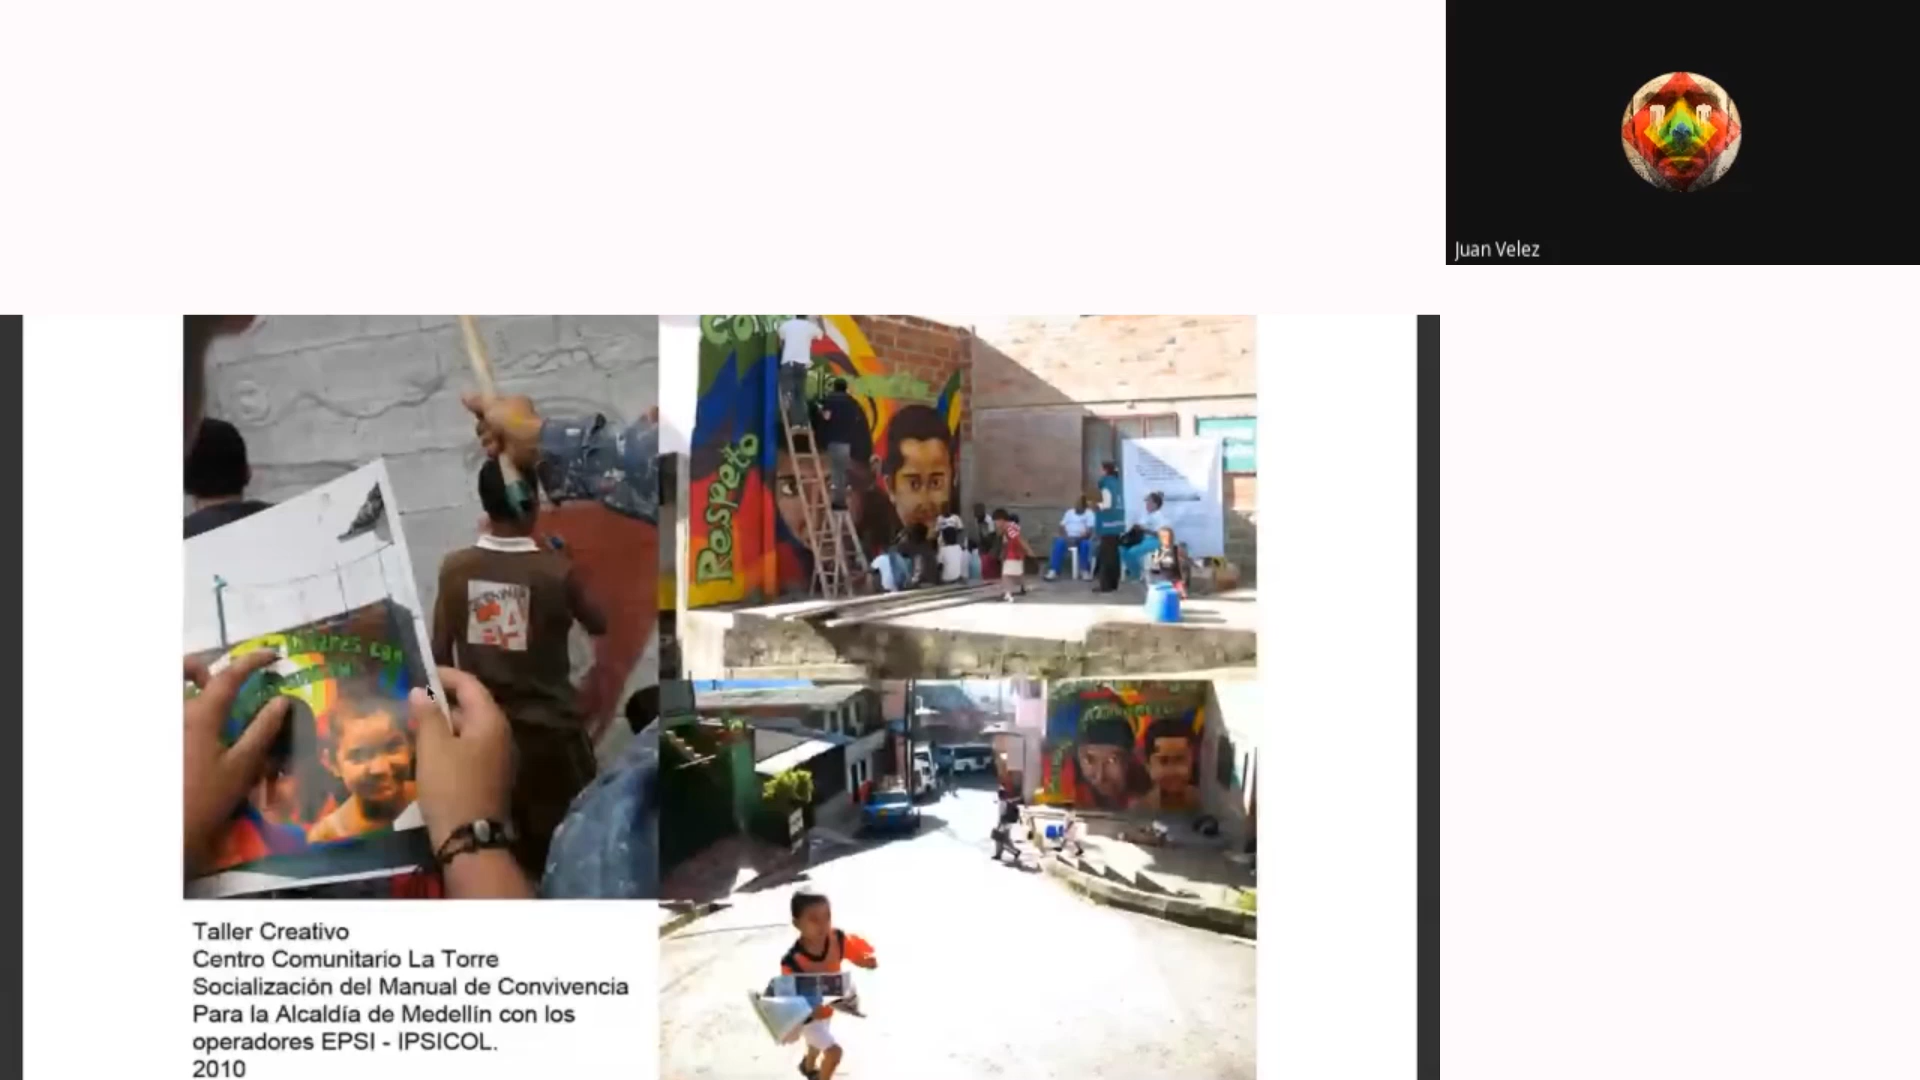 Juan Velez
Respeto
Taller Creativo
Centro Comunitario La Torre
Socialización del Manual de Convivencia
Para la Alcaldía de Medellín con los
operadores EPSI - IPSICOL.
2010